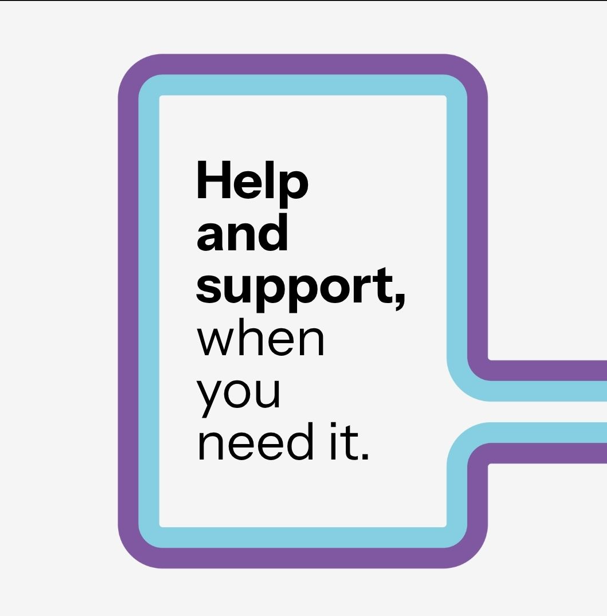 Help
and
support,
when
you
need it.